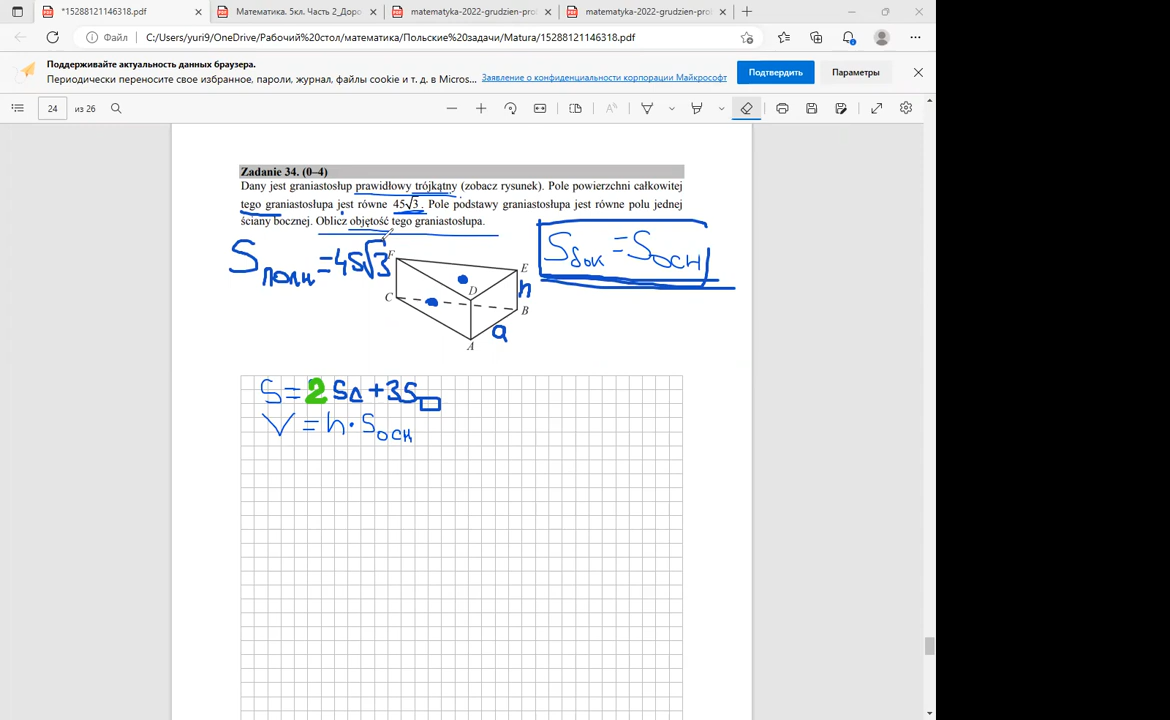 *15288121146318.pdf
Математика. 5кл. Часть 2_Доро
matematyka-2022-grudzien-prol
matematyka-2022-grudzien-prol
Файл | C:/Users/yuri9/OneDrive/Рабочий%20стол/математика/Польские%20задачи/Matura/15288121146318.pdf
Поддерживайте актуальность данных браузера.
Периодически переносите свое избранное, пароли, журнал, файлы cookie и т. д. в Micros... Заявление о конфиденциальности корпорации Майкрософт
Подтвердить
Параметры
24 из 26
Zadanie 34. (0–4)
Dany jest graniastosłup prawidłowy trójkątny (zobacz rysunek). Pole powierzchni całkowitej
tego graniastosłupa jest równe 45√3 . Pole podstawy graniastosłupa jest równe polu jednej
ściany bocznej. Oblicz objętość tego graniastosłupa.
Sполн = 45√3
Sбок = Sосн
F
E
D
h
C
B
a
A
S = 2 S△ + 3S▭
V = h · Sосн